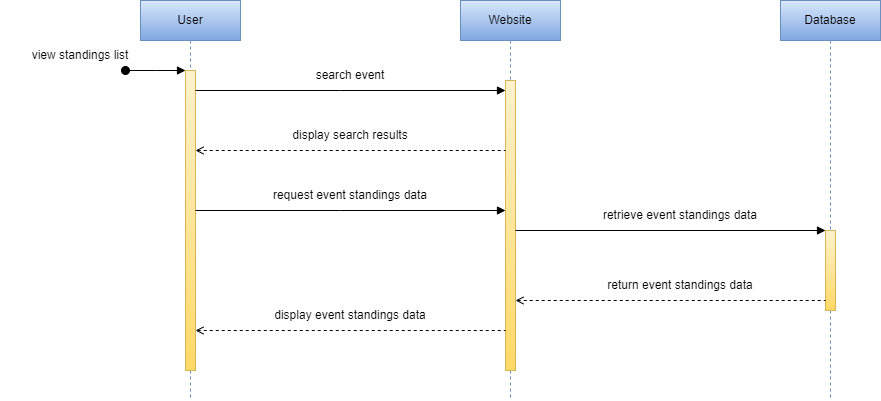 User
Website
Database
view standings list
search event
display search results
request event standings data
retrieve event standings data
return event standings data
display event standings data